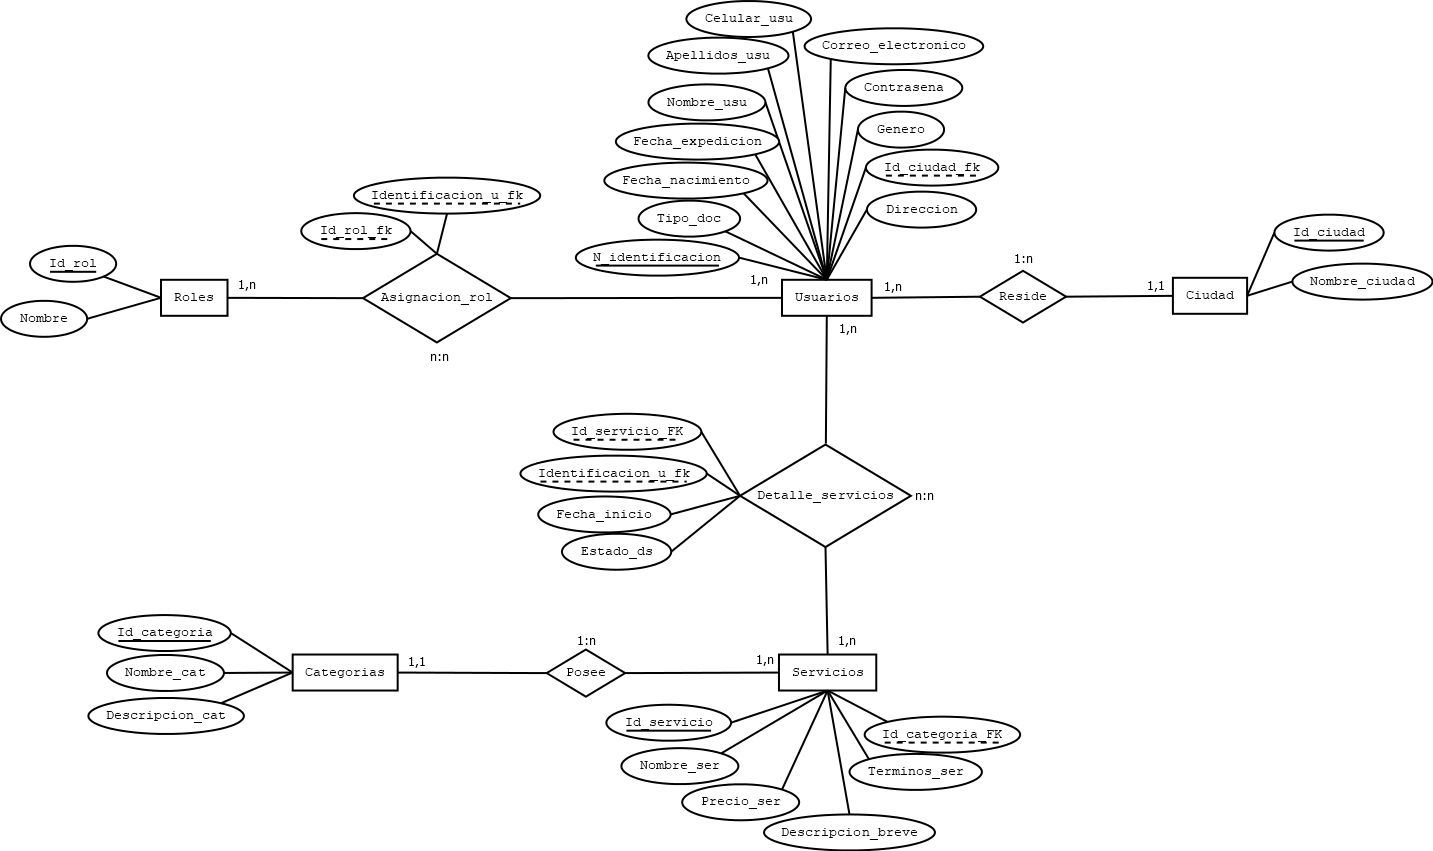 Celular_usu
Correo_electronico
Apellidos_usu
Contrasena
Nombre_usu
Genero
Fecha_expedicion
Id_ciudad_fk
Fecha_nacimiento
Identificacion_u_fk
Direccion
Tipo_doc
Id_rol_fk
Id_ciudad
N_identificacion
1:n
Id_rol
1,n
1,n
1,n
1,1
Nombre_ciudad
Roles
Asignacion_rol
Usuarios
Reside
Ciudad
Nombre
1,n
n:n
Id_servicio_FK
Identificacion_u_fk
Detalle_servicios
n:n
Fecha_inicio
Estado_ds
Id_categoria
1:n
1,n
1,1
1,n
Nombre_cat
Categorias
Posee
Servicios
Descripcion_cat
Id_servicio
Id_categoria_FK
Nombre_ser
Terminos_ser
Precio_ser
Descripcion_breve